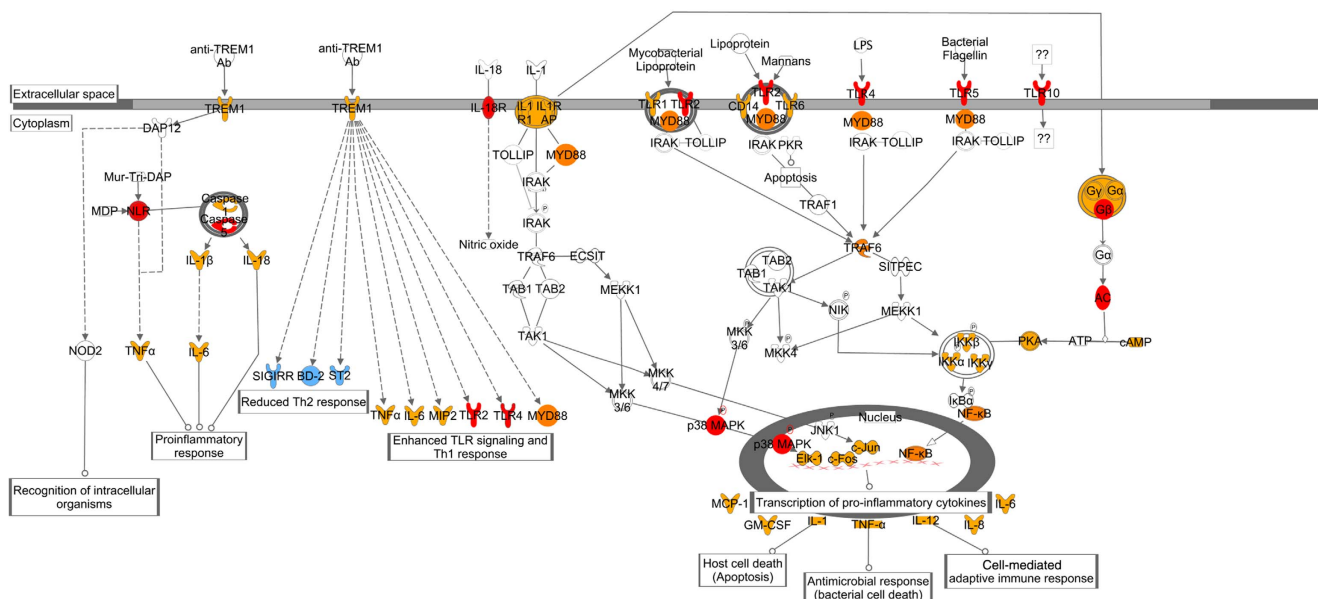 anti-TREM1
Ab
anti-TREM1
Ab
IL-18
IL-1
Mycobacterial
Lipoprotein
Lipoprotein
Mannans
LPS
Bacterial
Flagellin
??
Extracellular space
Cytoplasm
TREM1
TREM1
IL-18R
IL1
R1
IL1R
AP
TLR1
TLR2
MYD88
CD14
TLR2
TLR6
MYD88
TLR4
MYD88
TLR5
MYD88
TLR10
??
DAP12
TOLLIP
MYD88
IRAK
P
IRAK
IRAK
TOLLIP
IRAK
PKR
Apoptosis
TRAF1
IRAK
TOLLIP
IRAK
TOLLIP
Mur-Tri-DAP
MDP
NLR
Caspase
1
Caspase
5
IL-1β
IL-18
Nitric oxide
TRAF6
ECSIT
TAB1
TAB2
MEKK1
TAK1
TRAF6
TAB2
TAB1
TAK1
SITPEC
P
NIK
MEKK1
Gγ
Gα
Gβ
Gα
AC
NOD2
TNFα
IL-6
MKK
3/6
P
MKK4
P
IKKβ
IKKα
IKKγ
PKA
ATP
cAMP
SIGIRR
BD-2
ST2
Reduced Th2 response
MKK
4/7
MKK
3/6
IκBα
P
NF-κB
TNFα
IL-6
MIP2
TLR2
TLR4
MYD88
Enhanced TLR signaling and
Th1 response
P
p38 MAPK
Nucleus
P
JNK1
P
p38 MAPK
c-Jun
Elk-1
c-Fos
NF-κB
Proinflammatory
response
Recognition of intracellular
organisms
MCP-1
Transcription of pro-inflammatory cytokines
IL-6
GM-CSF
IL-1
TNF-α
IL-12
IL-8
Host cell death
(Apoptosis)
Antimicrobial response
(bacterial cell death)
Cell-mediated
adaptive immune response